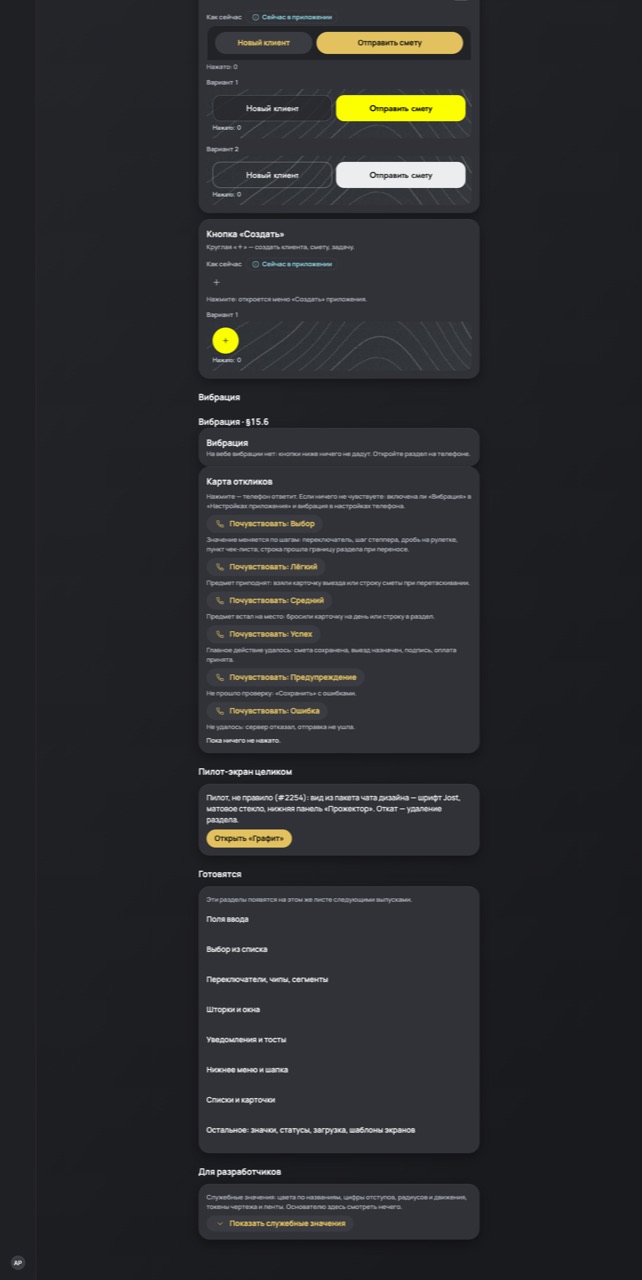 Как сейчас Сейчас в приложении
Новый клиент Отправить смету
Нажато: 0
Вариант 1
Новый клиент Отправить смету
Нажато: 0
Вариант 2
Новый клиент Отправить смету
Нажато: 0
Кнопка «Создать»
Круглая «+» — создать клиента, смету, задачу.
Как сейчас Сейчас в приложении
+
Нажмите: откроется меню «Создать» приложения.
Вариант 1
+
Нажато: 0
Вибрация
Вибрация · §15.6
Вибрация
На вебе вибрации нет: кнопки ниже ничего не дадут. Откройте раздел на телефоне.
Карта откликов
Нажмите — телефон ответит. Если ничего не чувствуете: включена ли «Вибрация» в
«Настройках приложения» и вибрация в настройках телефона.
Почувствовать: Выбор
Значение меняется по шагам: переключатель, шаг степпера, дробь на рулетке,
пункт чек-листа; строка прошла границу раздела при переносе.
Почувствовать: Лёгкий
Предмет приподнят: взяли карточку выезда или строку сметы при перетаскивании.
Почувствовать: Средний
Предмет встал на место: бросили карточку на день или строку в раздел.
Почувствовать: Успех
Главное действие удалось: смета сохранена, выезд назначен, подпись, оплата
принята.
Почувствовать: Предупреждение
Не прошло проверку: «Сохранить» с ошибками.
Почувствовать: Ошибка
Не удалось: сервер отказал, отправка не ушла.
Пока ничего не нажато.
Пилот-экран целиком
Пилот, не правило (#2254): вид из пакета чата дизайна — шрифт Jost,
матовое стекло, нижняя панель «Прожектор». Откат — удаление
раздела.
Открыть «Графит»
Готовятся
Эти разделы появятся на этом же листе следующими выпусками.
Поля ввода
Выбор из списка
Переключатели, чипы, сегменты
Шторки и окна
Уведомления и тосты
Нижнее меню и шапка
Списки и карточки
Остальное: значки, статусы, загрузка, шаблоны экранов
Для разработчиков
Служебные значения: цвета по названиям, цифры отступов, радиусов и движения,
токены чертежа и ленты. Основателю здесь смотреть нечего.
Показать служебные значения
АР